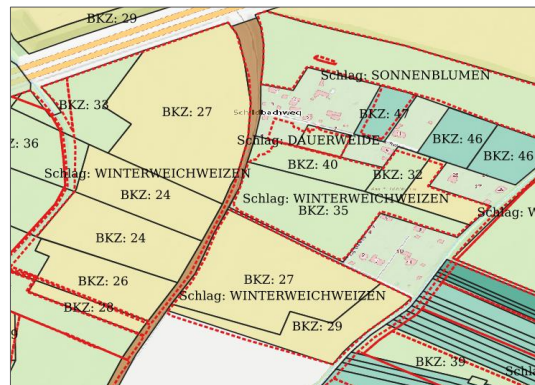 BKZ: 29
Schlag: SONNENBLUMEN
BKZ: 33
BKZ: 27
BKZ: 47
Schlag: DAUERWEIDE
BKZ: 46
BKZ: 46
Z: 36
BKZ: 40
Schlag: WINTERWEICHWEIZEN
BKZ: 32
BKZ: 24
Schlag: WINTERWEICHWEIZEN
BKZ: 35
Schlag: W
BKZ: 24
BKZ: 26
BKZ: 27
Schlag: WINTERWEICHWEIZEN
BKZ: 28
BKZ: 29
9
BKZ: 39
Schla